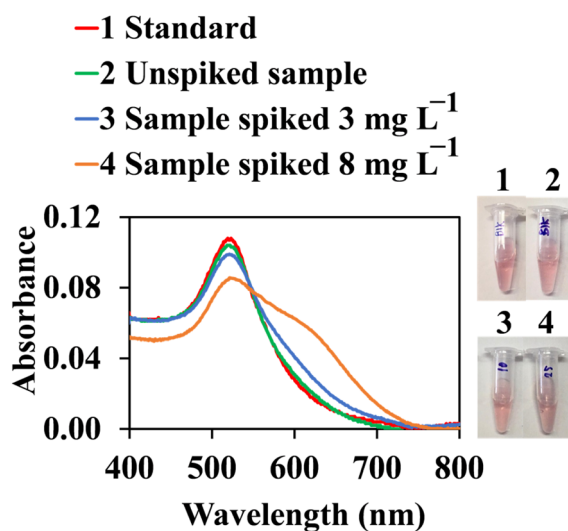 1 Standard
2 Unspiked sample
3 Sample spiked 3 mg L⁻¹
4 Sample spiked 8 mg L⁻¹
1 2
0.12
0.08
0.04
0.00
Absorbance
400 500 600 700 800
Wavelength (nm)
3 4